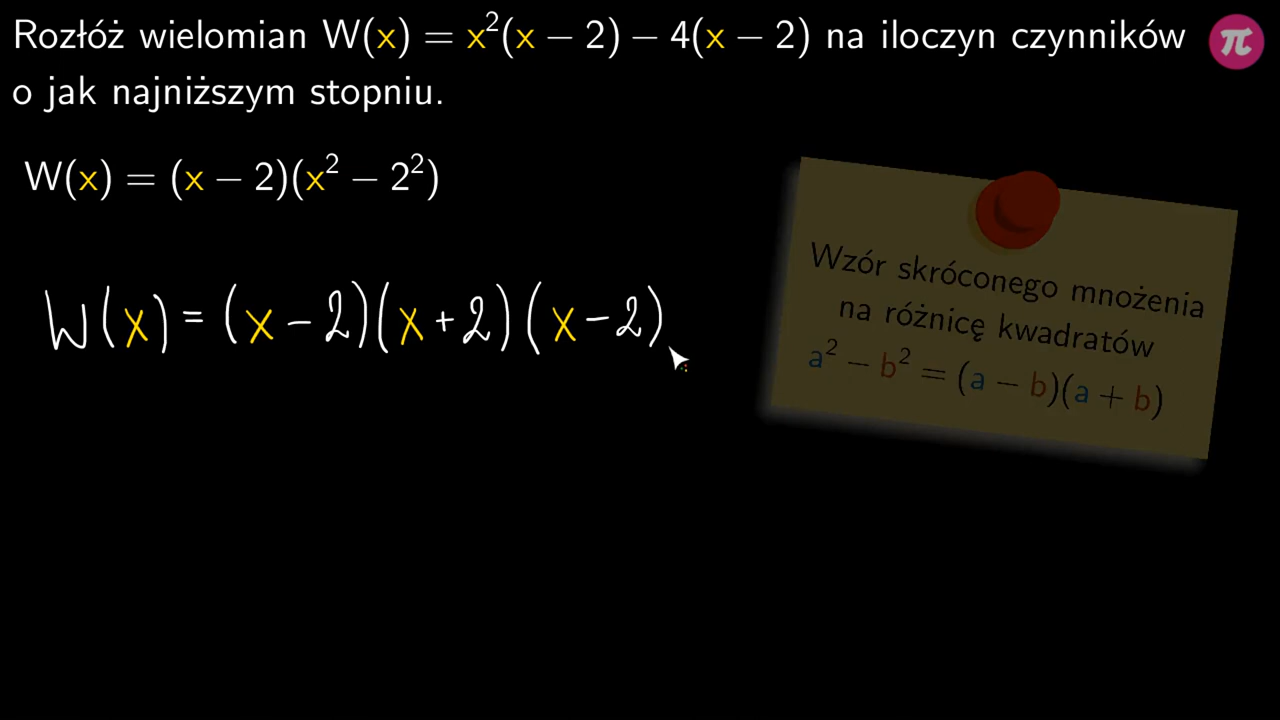 Rozłóż wielomian W(x) = x²(x − 2) − 4(x − 2) na iloczyn czynników
o jak najniższym stopniu.
π
W(x) = (x − 2)(x² − 2²)
W(x) = (x − 2)(x + 2)(x − 2)
Wzór skróconego mnożenia
na różnicę kwadratów
a² − b² = (a − b)(a + b)